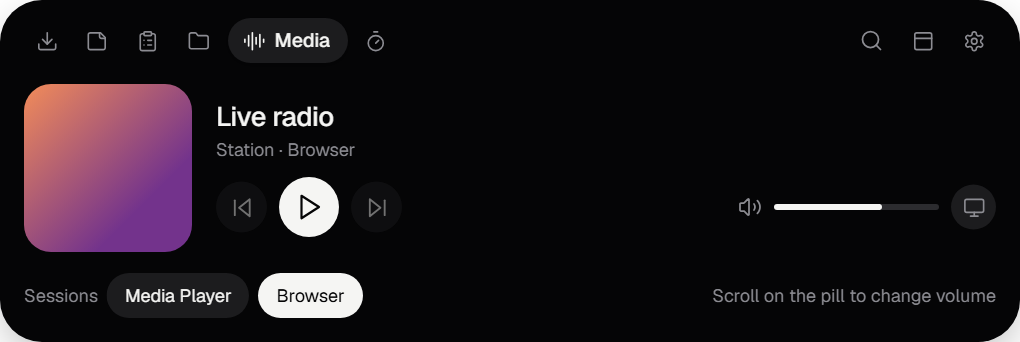 Media
Live radio
Station · Browser
Sessions Media Player Browser Scroll on the pill to change volume